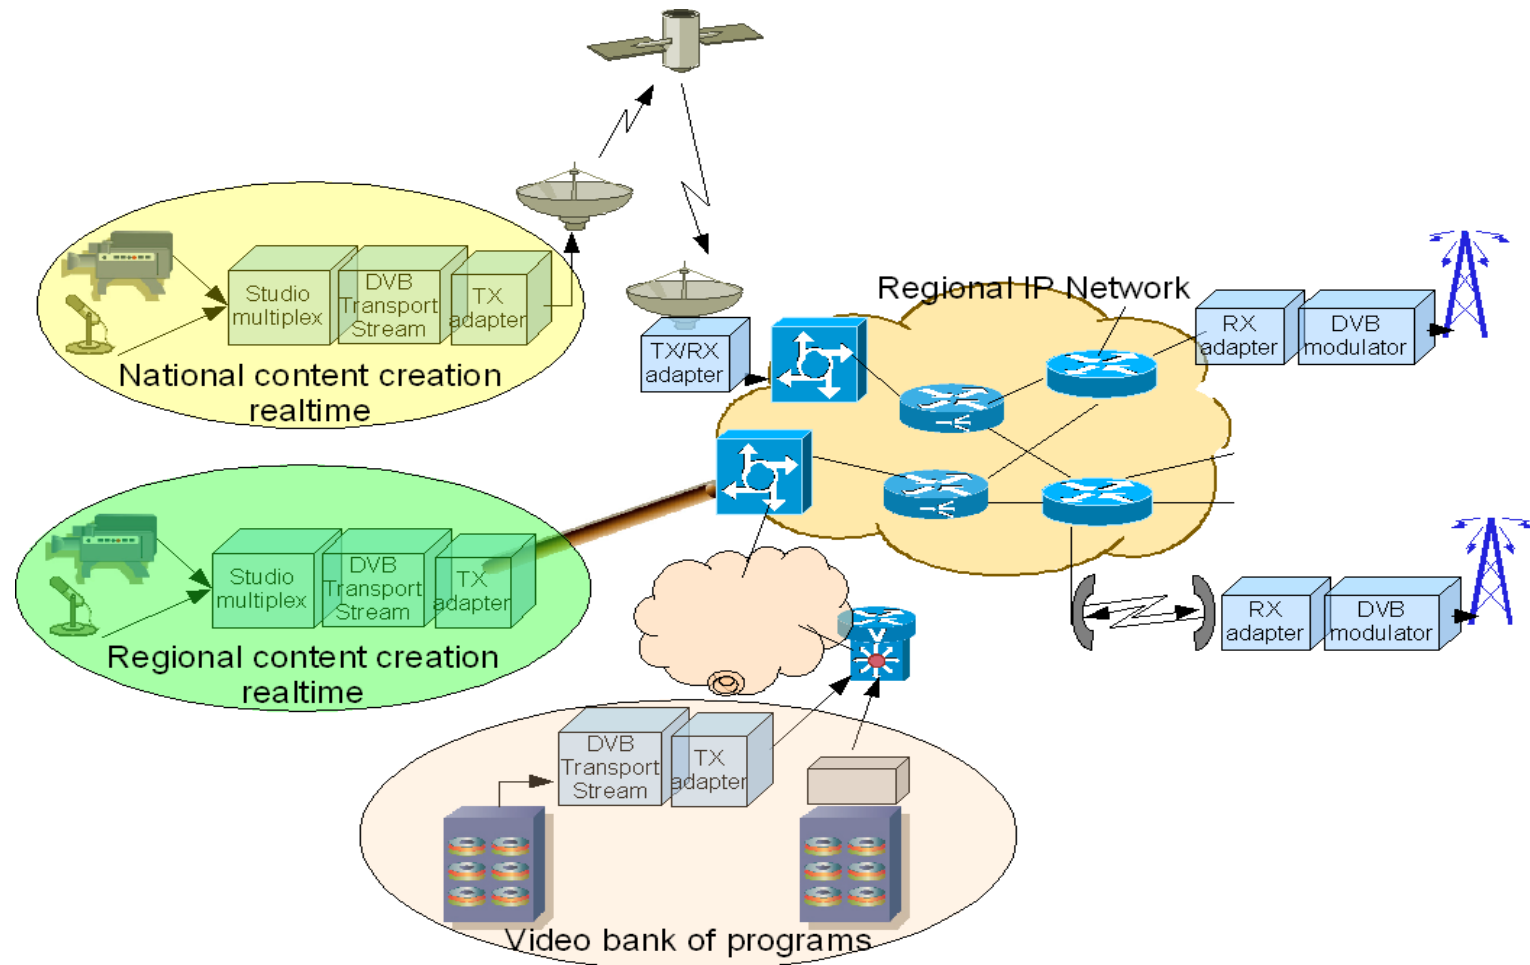 Studio
multiplex
DVB
Transport
Stream
TX
adapter
National content creation
realtime
TX/RX
adapter
Regional IP Network
RX
adapter
DVB
modulator
Studio
multiplex
DVB
Transport
Stream
TX
adapter
Regional content creation
realtime
RX
adapter
DVB
modulator
DVB
Transport
Stream
TX
adapter
Video bank of programs